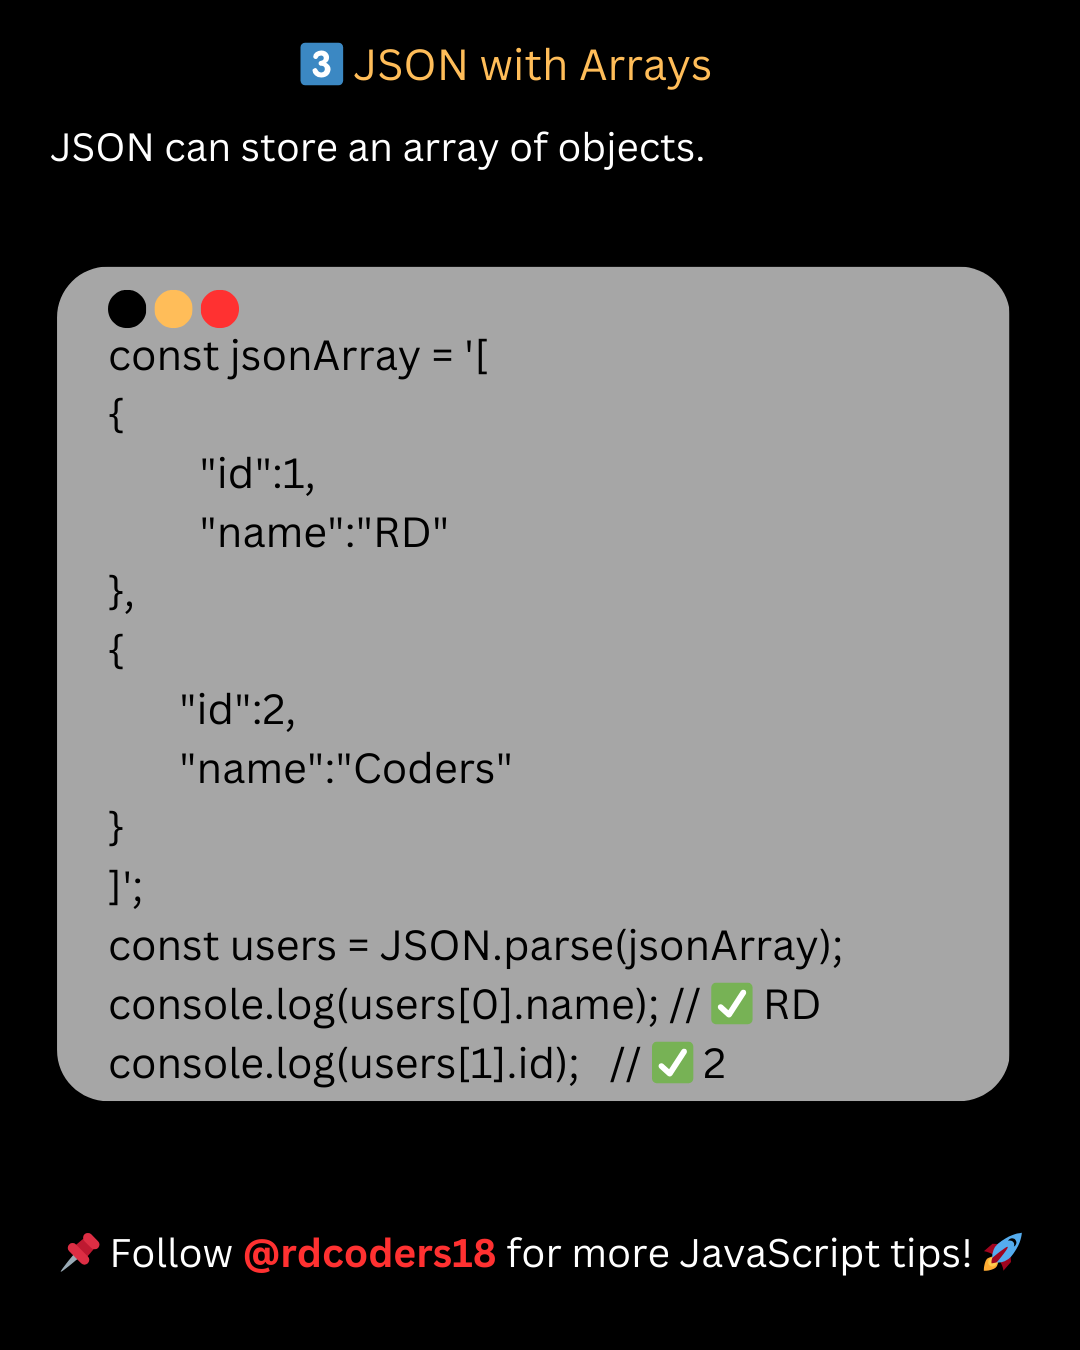 3️⃣ JSON with Arrays
JSON can store an array of objects.
const jsonArray = '[
{
"id":1,
"name":"RD"
},
{
"id":2,
"name":"Coders"
}
]';
const users = JSON.parse(jsonArray);
console.log(users[0].name); // ✅ RD
console.log(users[1].id); // ✅ 2
📌 Follow @rdcoders18 for more JavaScript tips! 🚀